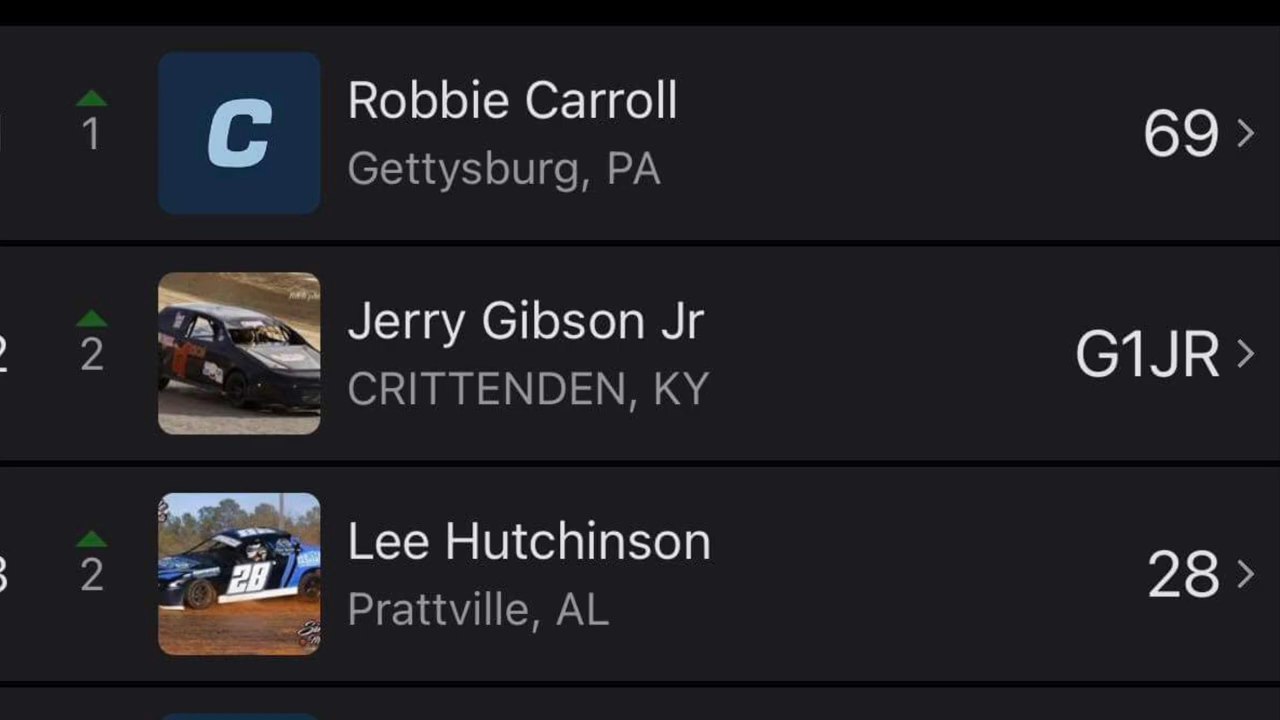 1
C
Robbie Carroll
Gettysburg, PA
69
2
2
Jerry Gibson Jr
CRITTENDEN, KY
G1JR
2
28
Lee Hutchinson
Prattville, AL
28